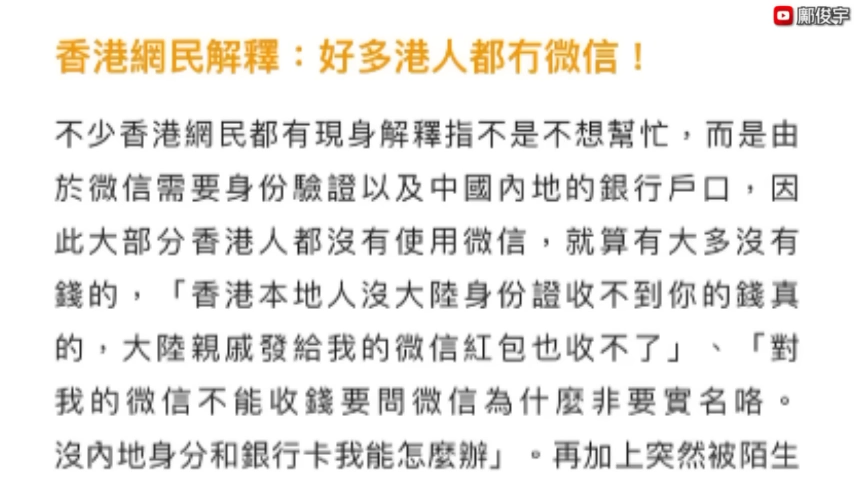 鄺俊宇
香港網民解釋：好多港人都冇微信！
不少香港網民都有現身解釋指不是不想幫忙，而是由
於微信需要身份驗證以及中國內地的銀行戶口，因
此大部分香港人都沒有使用微信，就算有大多沒有
錢的，「香港本地人沒大陸身份證收不到你的錢真
的，大陸親戚發給我的微信紅包也收不了」、「對
我的微信不能收錢要問微信為什麼非要實名咯。
沒內地身分和銀行卡我能怎麼辦」。再加上突然被陌生